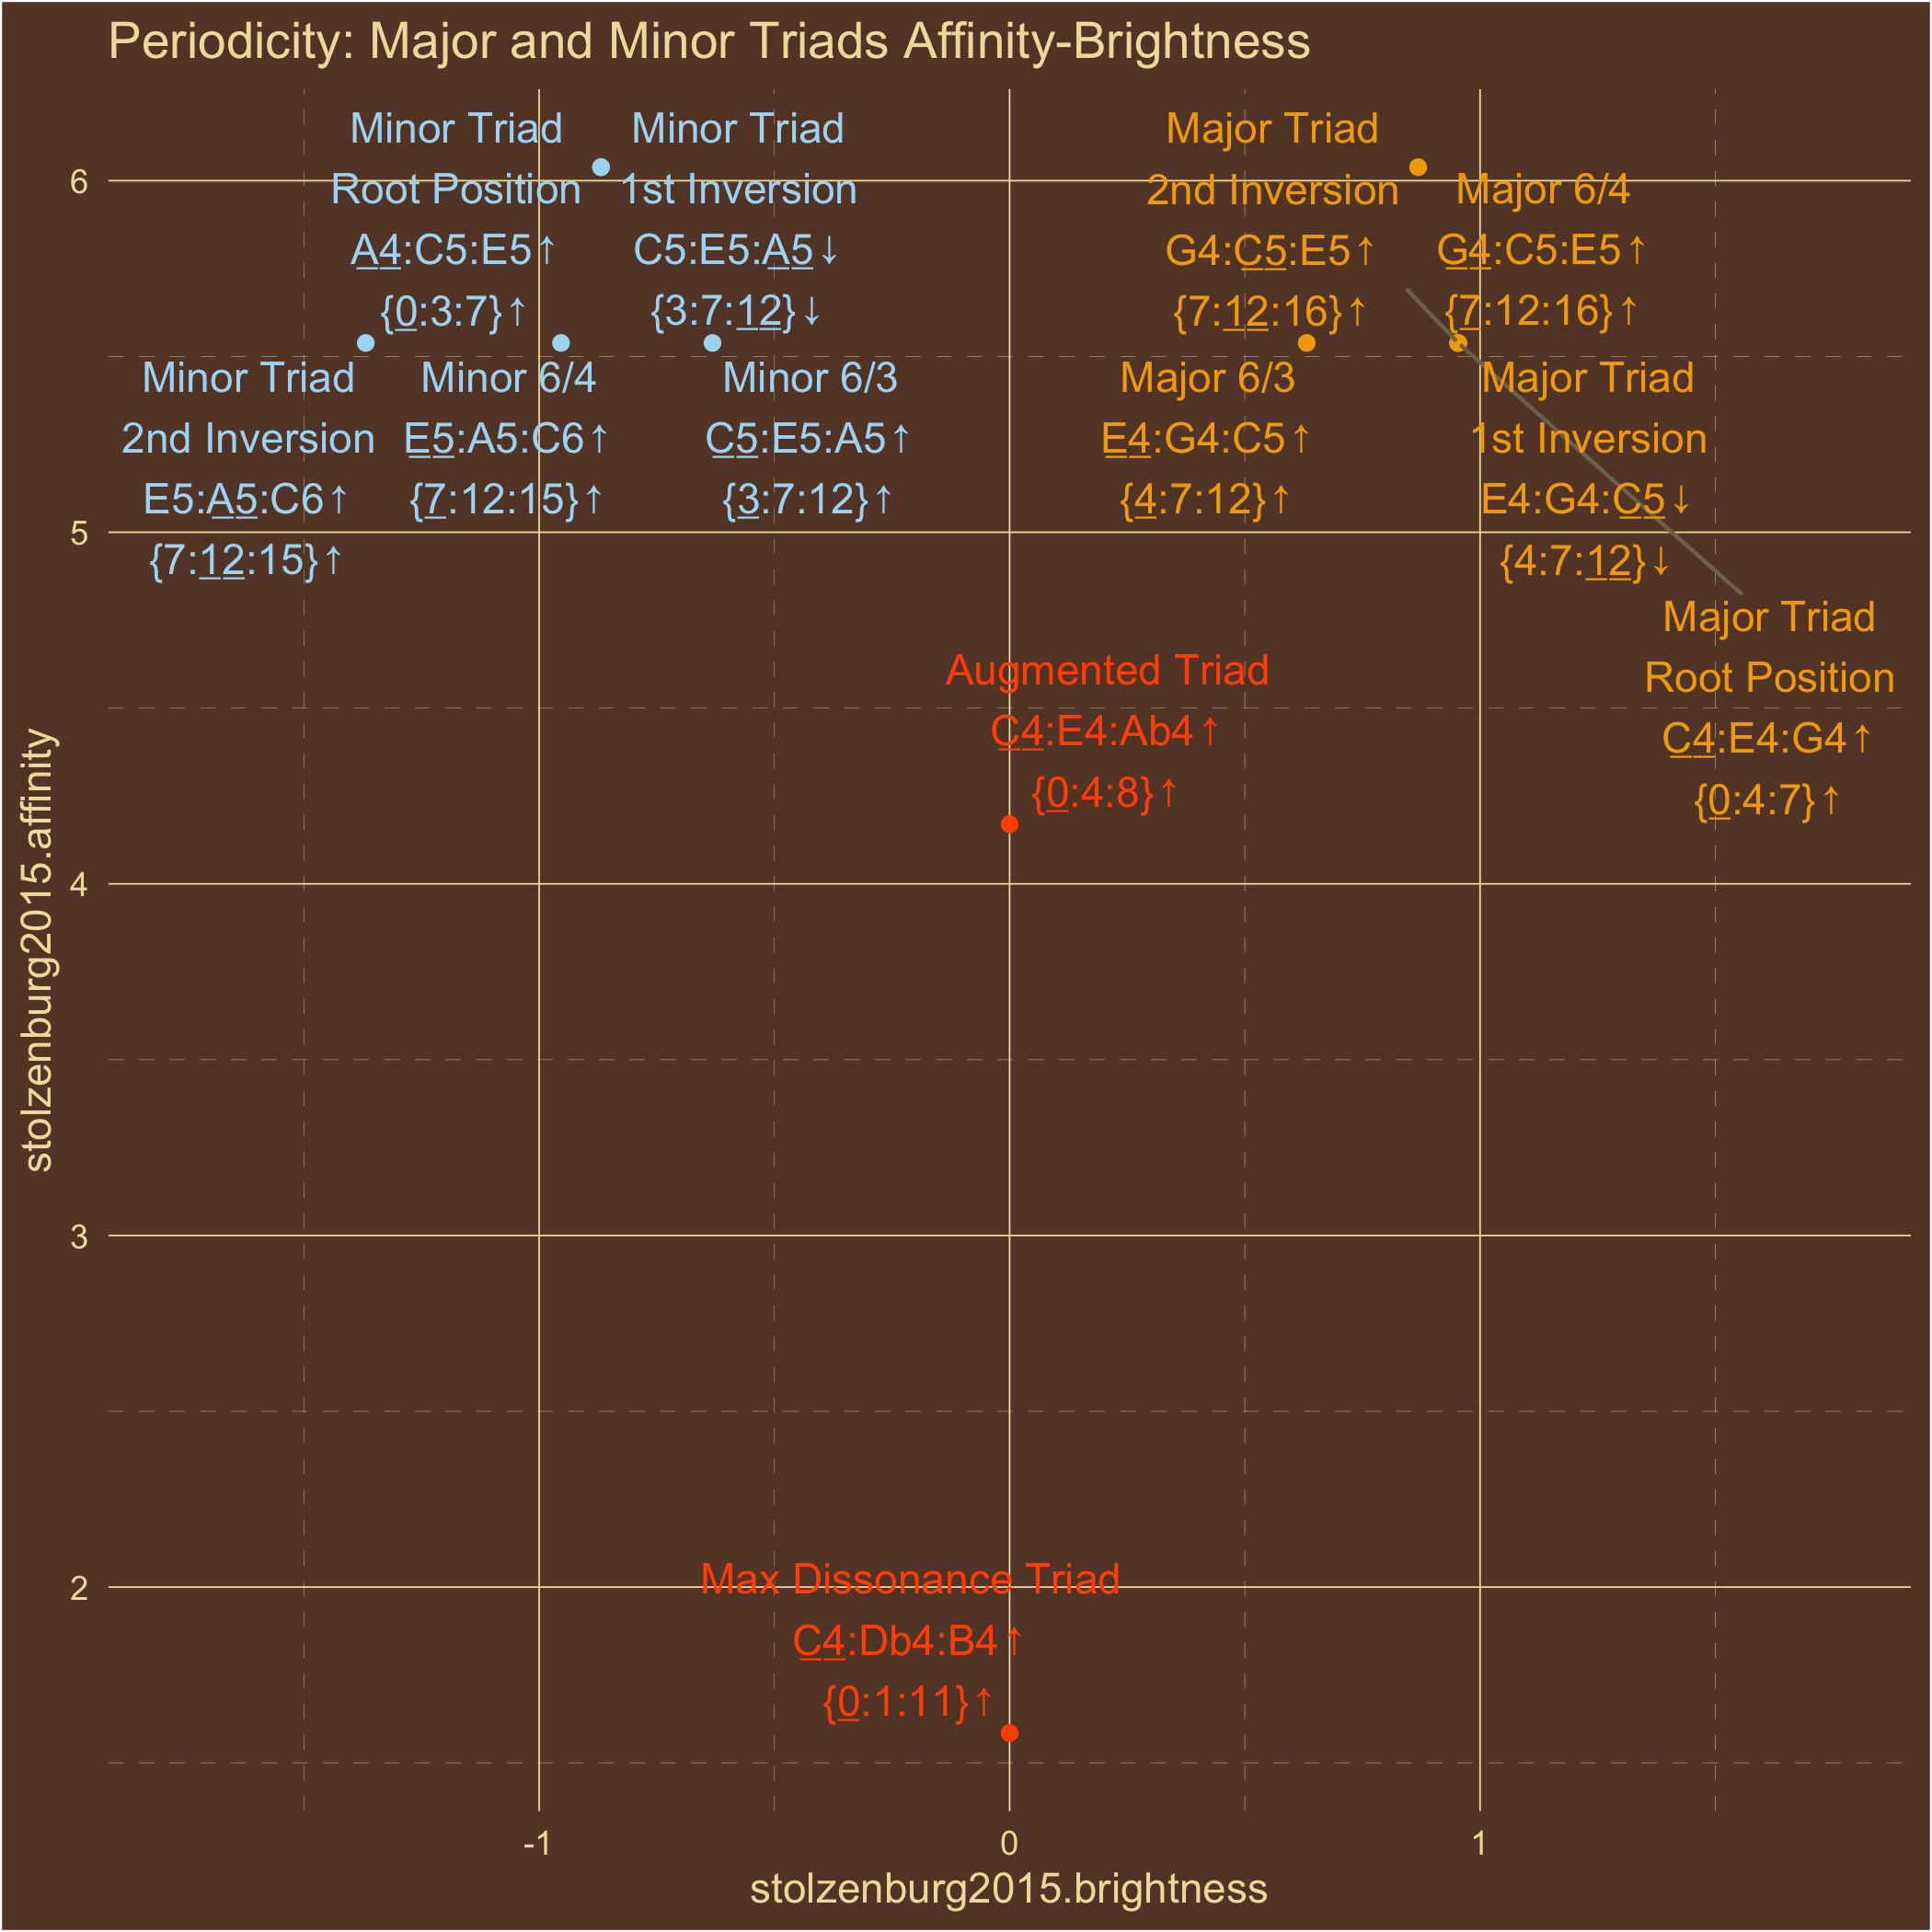 Periodicity: Major and Minor Triads Affinity-Brightness
Minor Triad
Root Position
A4:C5:E5↑
{0:3:7}↑
Minor Triad
1st Inversion
C5:E5:A5↓
{3:7:12}↓
Major Triad
2nd Inversion
G4:C5:E5↑
{7:12:16}↑
Major 6/4
G4:C5:E5↑
{7:12:16}↑
Minor Triad
2nd Inversion
E5:A5:C6↑
{7:12:15}↑
Minor 6/4
E5:A5:C6↑
{7:12:15}↑
Minor 6/3
C5:E5:A5↑
{3:7:12}↑
Major 6/3
E4:G4:C5↑
{4:7:12}↑
Major Triad
1st Inversion
E4:G4:C5↓
{4:7:12}↓
Major Triad
Root Position
C4:E4:G4↑
{0:4:7}↑
Augmented Triad
C4:E4:Ab4↑
{0:4:8}↑
Max Dissonance Triad
C4:Db4:B4↑
{0:1:11}↑
6
5
4
3
2
stolzenburg2015.affinity
-1
0
1
stolzenburg2015.brightness